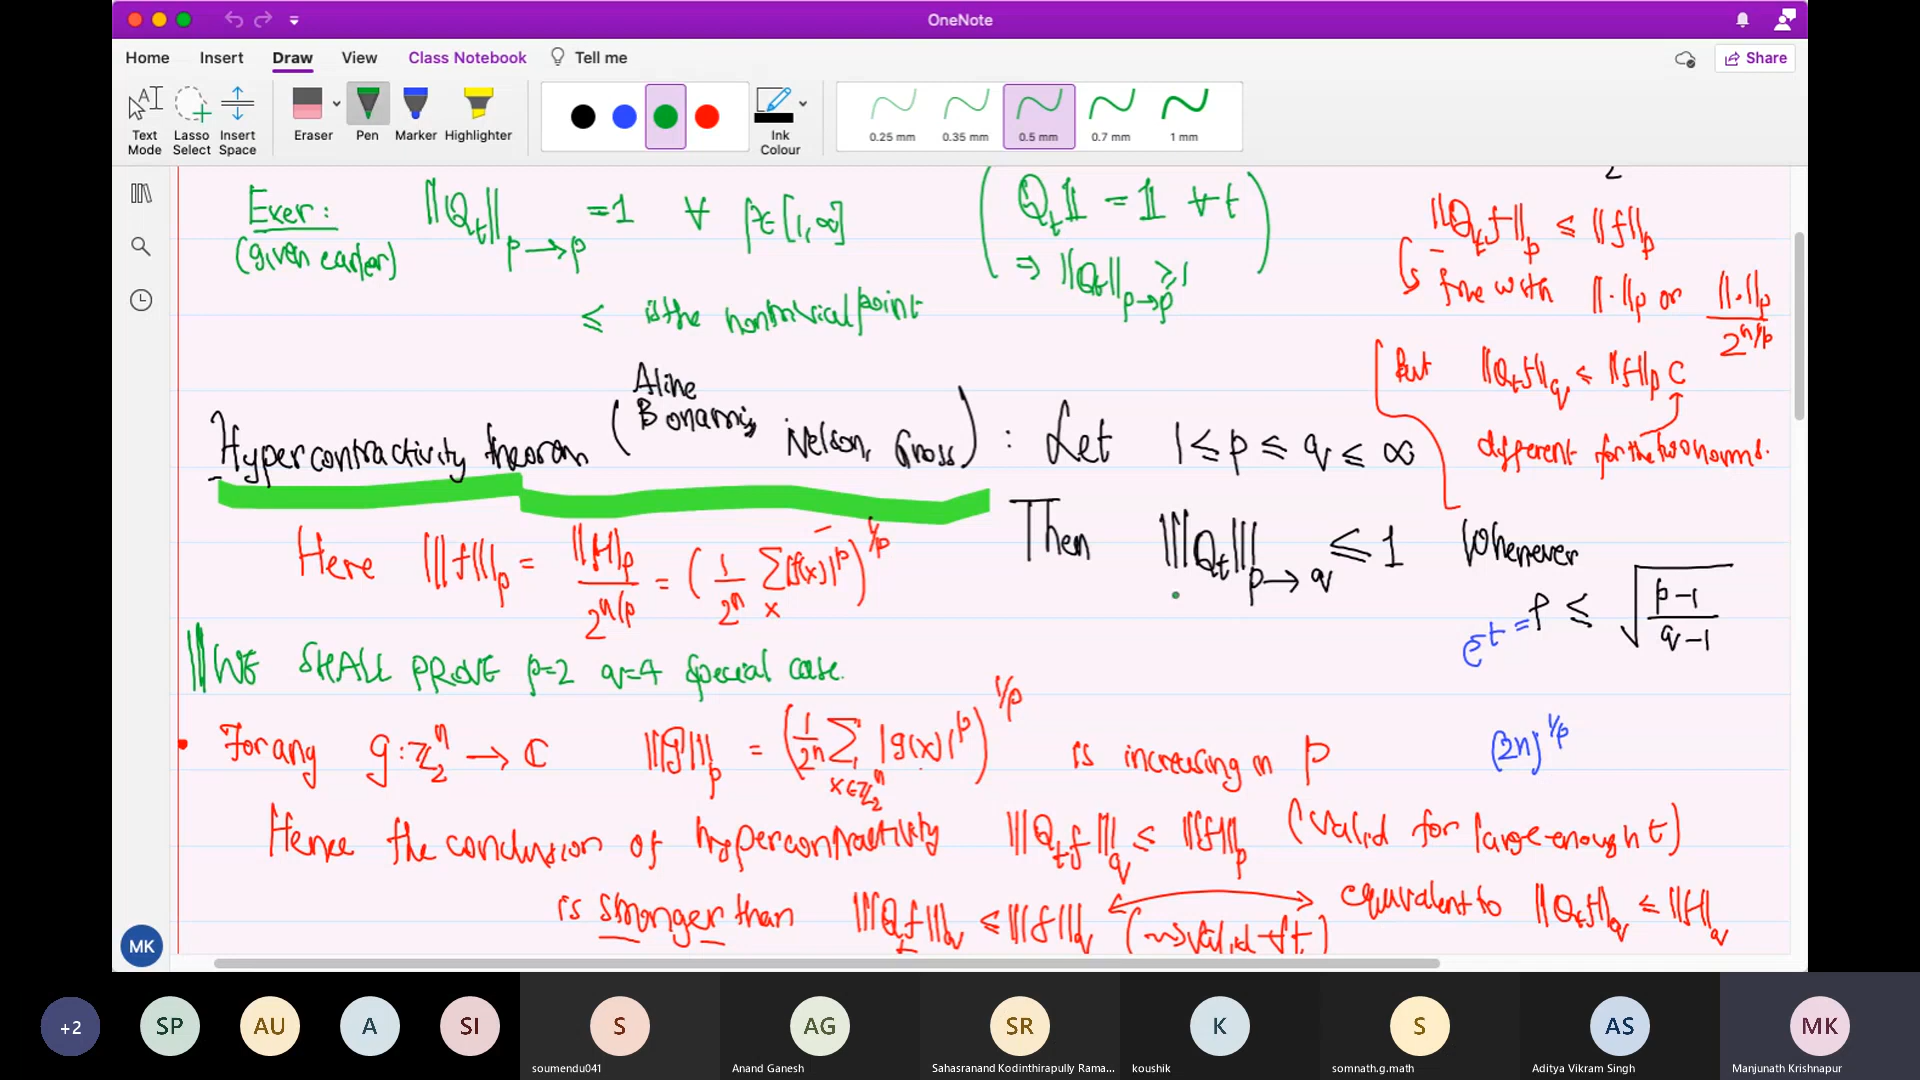 OneNote
Home Insert Draw View Class Notebook Tell me Share
Text Mode Lasso Select Insert Space Eraser Pen Marker Highlighter Ink Colour 0.25 mm 0.35 mm 0.5 mm 0.7 mm 1 mm
Exer: ||Q_t||_{p→p} = 1 ∀ p∈[1,∞] ( Q_t 𝟙 = 𝟙 ∀t
(given earlier) ⇒ ||Q_t||_{p→p} ≥ 1 )
≤ is the nontrivial point
||Q_t f||_p ≤ ||f||_p
true with ||·||_p or ||·||_p / 2^{n/p}
But ||Q_t f||_q ≤ ||f||_p C
different for the two norms.
Hypercontractivity theorem (Aline Bonami, Nelson, Gross) : Let 1 ≤ p ≤ q ≤ ∞
Then |||Q_t|||_{p→q} ≤ 1 Whenever
e^{-t} = ρ ≤ √((p-1)/(q-1))
Here |||f|||_p = ||f||_p / 2^{n/p} = ( 1/2^n Σ_x |f(x)|^p )^{1/p}
WE SHALL PROVE p=2 q=4 special case.
• For any g: ℤ_2^n → ℂ |||g|||_p = ( 1/2^n Σ_{x∈ℤ_2^n} |g(x)|^p )^{1/p} is increasing in p (2n)^{1/p}
Hence the conclusion of hypercontractivity |||Q_t f|||_q ≤ |||f|||_p (Valid for large enough t)
is stronger than |||Q_t f|||_q ≤ |||f|||_q equivalent to ||Q_t f||_q ≤ ||f||_q
MK
+2 SP AU A SI S AG SR K S AS MK
soumendu041 Anand Ganesh Sahasranand Kodinthirapully Rama... koushik somnath.g.math Aditya Vikram Singh Manjunath Krishnapur